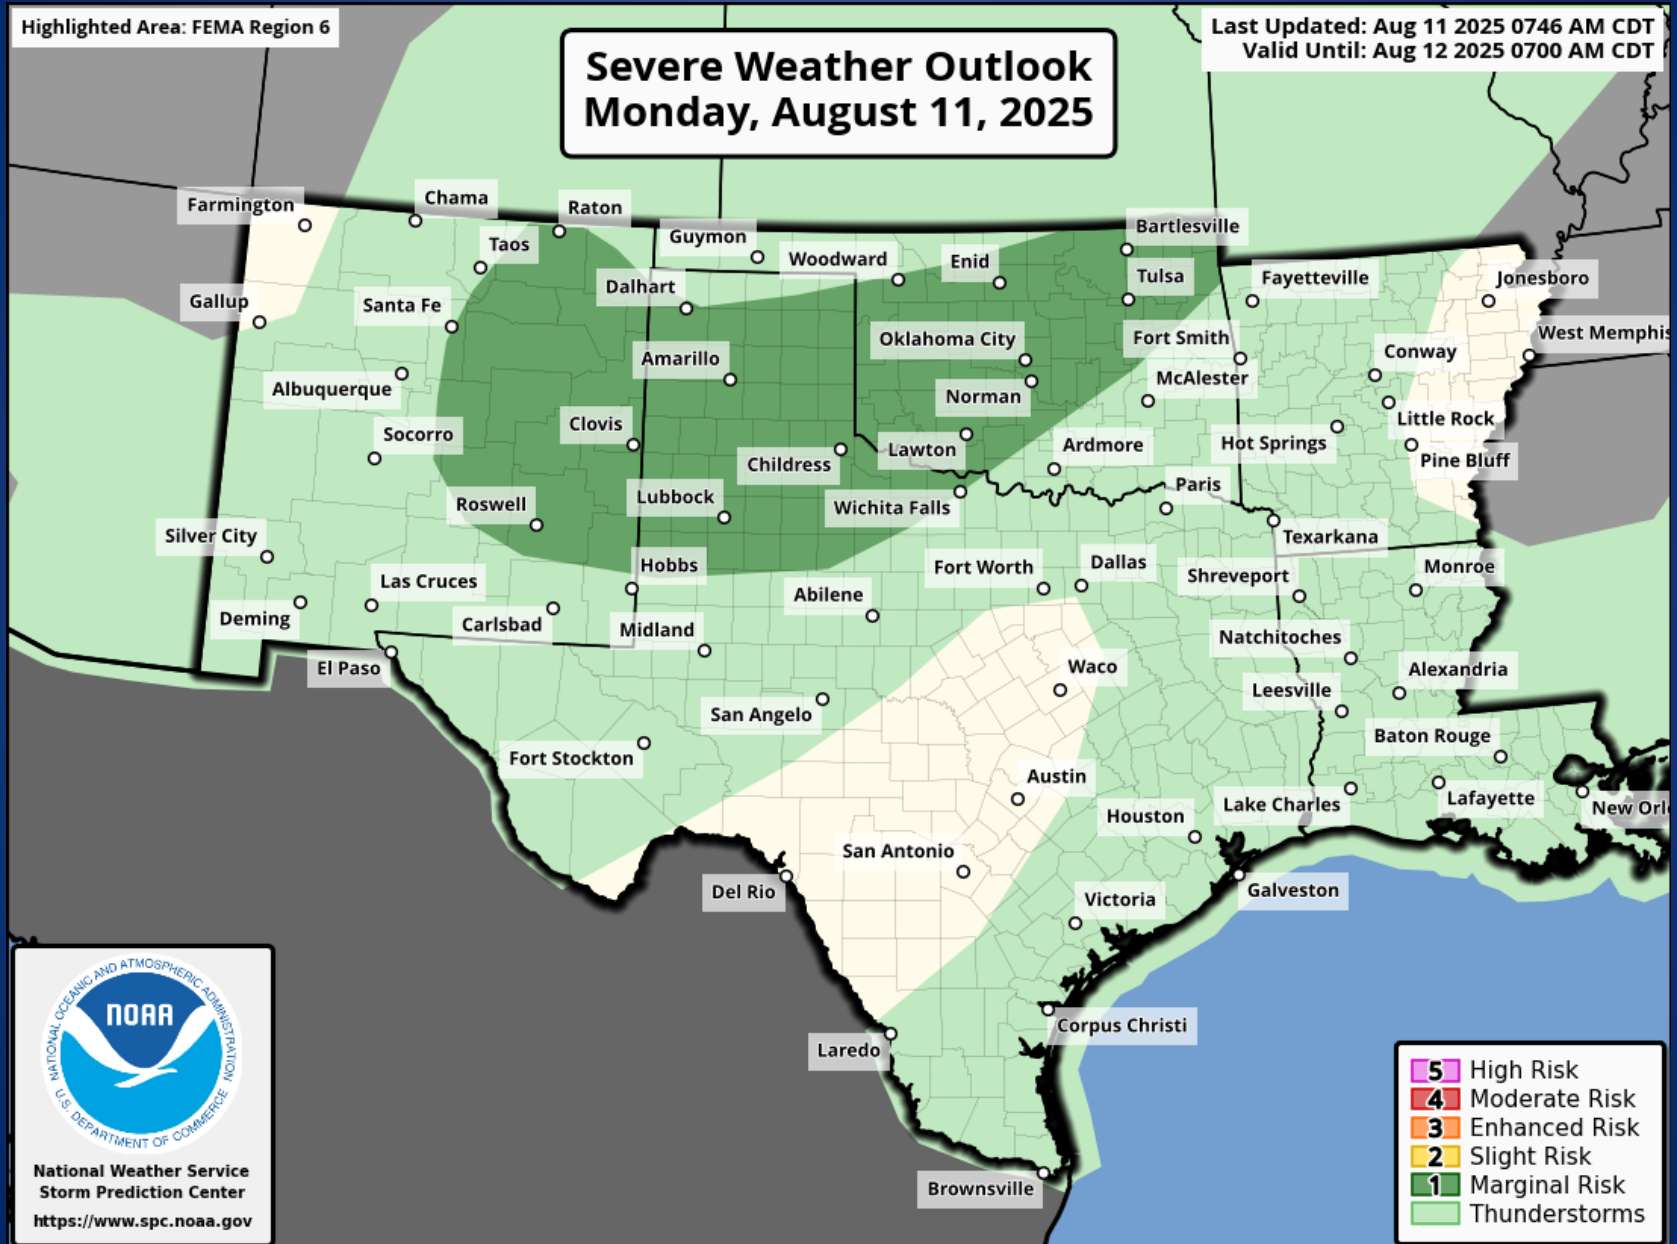 Highlighted Area: FEMA Region 6
Severe Weather Outlook
Monday, August 11, 2025
Last Updated: Aug 11 2025 0746 AM CDT
Valid Until: Aug 12 2025 0700 AM CDT
Farmington
Chama
Raton
Taos
Guymon
Woodward
Enid
Bartlesville
Tulsa
Fayetteville
Jonesboro
Gallup
Santa Fe
Dalhart
Oklahoma City
Fort Smith
Conway
West Memphis
Albuquerque
Amarillo
Norman
McAlester
Little Rock
Socorro
Clovis
Childress
Lawton
Ardmore
Hot Springs
Pine Bluff
Roswell
Lubbock
Wichita Falls
Paris
Texarkana
Silver City
Hobbs
Fort Worth
Dallas
Shreveport
Monroe
Las Cruces
Deming
Carlsbad
Midland
Abilene
Natchitoches
Alexandria
El Paso
San Angelo
Waco
Leesville
Baton Rouge
Fort Stockton
Austin
Houston
Lake Charles
Lafayette
New Orl
San Antonio
Del Rio
Victoria
Galveston
Corpus Christi
Laredo
Brownsville
NATIONAL OCEANIC AND ATMOSPHERIC ADMINISTRATION
NOAA
U.S. DEPARTMENT OF COMMERCE
National Weather Service
Storm Prediction Center
https://www.spc.noaa.gov
5 High Risk
4 Moderate Risk
3 Enhanced Risk
2 Slight Risk
1 Marginal Risk
Thunderstorms